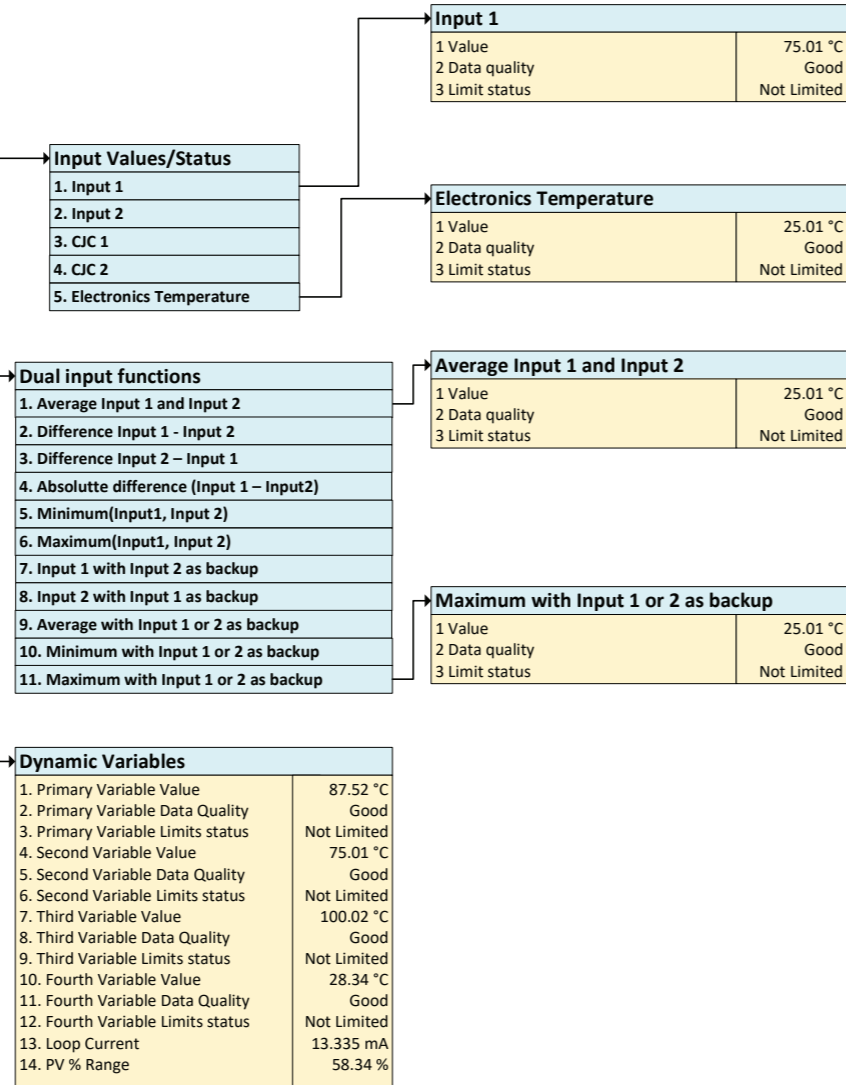 Input 1
1 Value 75.01 °C
2 Data quality Good
3 Limit status Not Limited
Input Values/Status
1. Input 1
2. Input 2
3. CJC 1
4. CJC 2
5. Electronics Temperature
Electronics Temperature
1 Value 25.01 °C
2 Data quality Good
3 Limit status Not Limited
Dual input functions
1. Average Input 1 and Input 2
2. Difference Input 1 - Input 2
3. Difference Input 2 – Input 1
4. Absolutte difference (Input 1 – Input2)
5. Minimum(Input1, Input 2)
6. Maximum(Input1, Input 2)
7. Input 1 with Input 2 as backup
8. Input 2 with Input 1 as backup
9. Average with Input 1 or 2 as backup
10. Minimum with Input 1 or 2 as backup
11. Maximum with Input 1 or 2 as backup
Average Input 1 and Input 2
1 Value 25.01 °C
2 Data quality Good
3 Limit status Not Limited
Maximum with Input 1 or 2 as backup
1 Value 25.01 °C
2 Data quality Good
3 Limit status Not Limited
Dynamic Variables
1. Primary Variable Value 87.52 °C
2. Primary Variable Data Quality Good
3. Primary Variable Limits status Not Limited
4. Second Variable Value 75.01 °C
5. Second Variable Data Quality Good
6. Second Variable Limits status Not Limited
7. Third Variable Value 100.02 °C
8. Third Variable Data Quality Good
9. Third Variable Limits status Not Limited
10. Fourth Variable Value 28.34 °C
11. Fourth Variable Data Quality Good
12. Fourth Variable Limits status Not Limited
13. Loop Current 13.335 mA
14. PV % Range 58.34 %